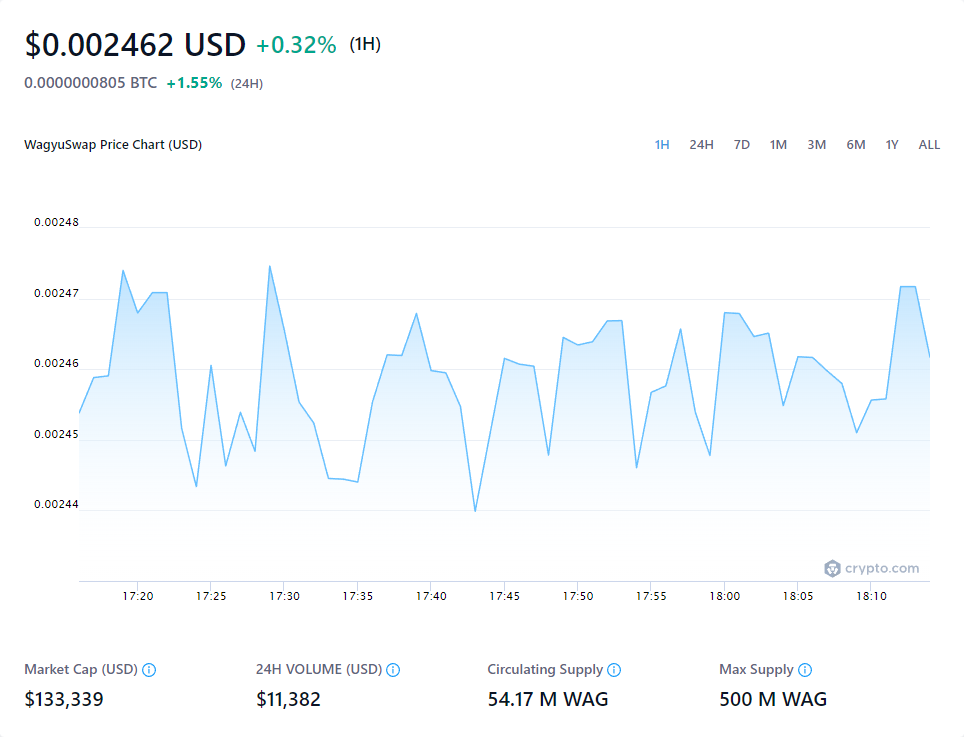 $0.002462 USD +0.32% (1H)
0.0000000805 BTC +1.55% (24H)
WagyuSwap Price Chart (USD)
1H 24H 7D 1M 3M 6M 1Y ALL
0.00248
0.00247
0.00246
0.00245
0.00244
crypto.com
17:20 17:25 17:30 17:35 17:40 17:45 17:50 17:55 18:00 18:05 18:10
Market Cap (USD) 24H VOLUME (USD) Circulating Supply Max Supply
$133,339 $11,382 54.17 M WAG 500 M WAG